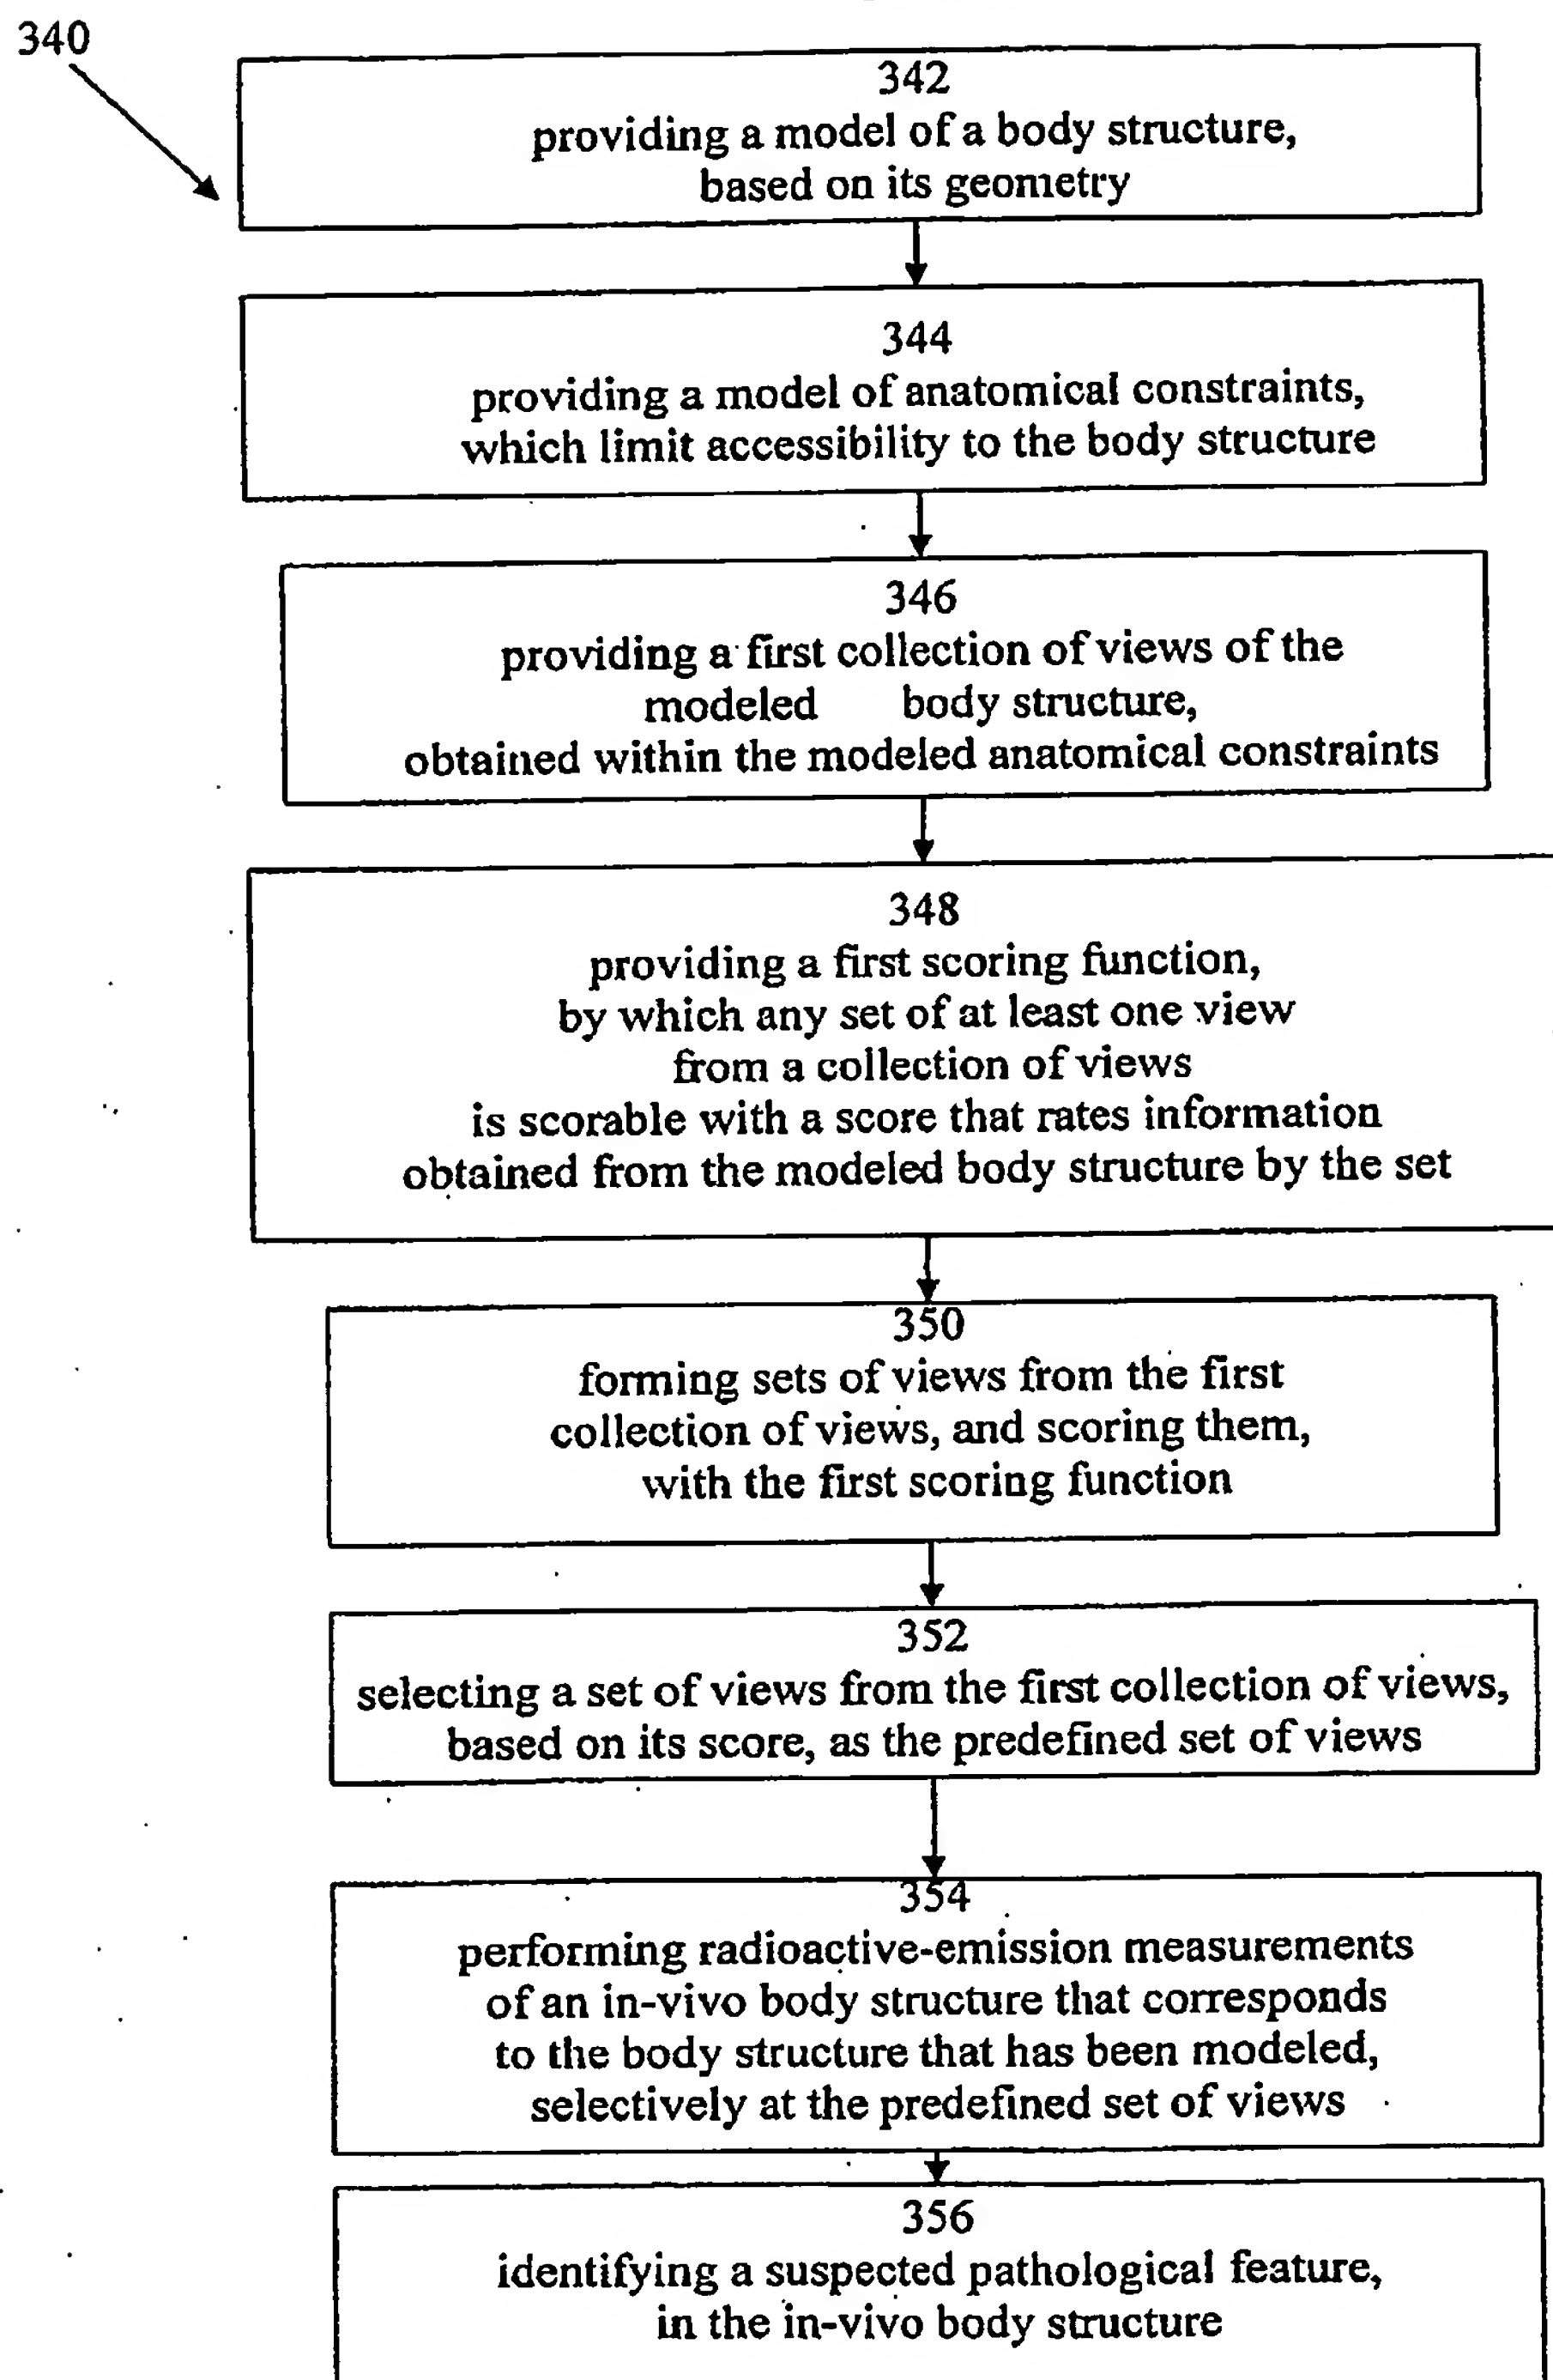 340
342
providing a model of a body structure,
based on its geometry
344
providing a model of anatomical constraints,
which limit accessibility to the body structure
346
providing a first collection of views of the
modeled body structure,
obtained within the modeled anatomical constraints
348
providing a first scoring function,
by which any set of at least one view
from a collection of views
is scorable with a score that rates information
obtained from the modeled body structure by the set
350
forming sets of views from the first
collection of views, and scoring them,
with the first scoring function
352
selecting a set of views from the first collection of views,
based on its score, as the predefined set of views
354
performing radioactive-emission measurements
of an in-vivo body structure that corresponds
to the body structure that has been modeled,
selectively at the predefined set of views
356
identifying a suspected pathological feature,
in the in-vivo body structure